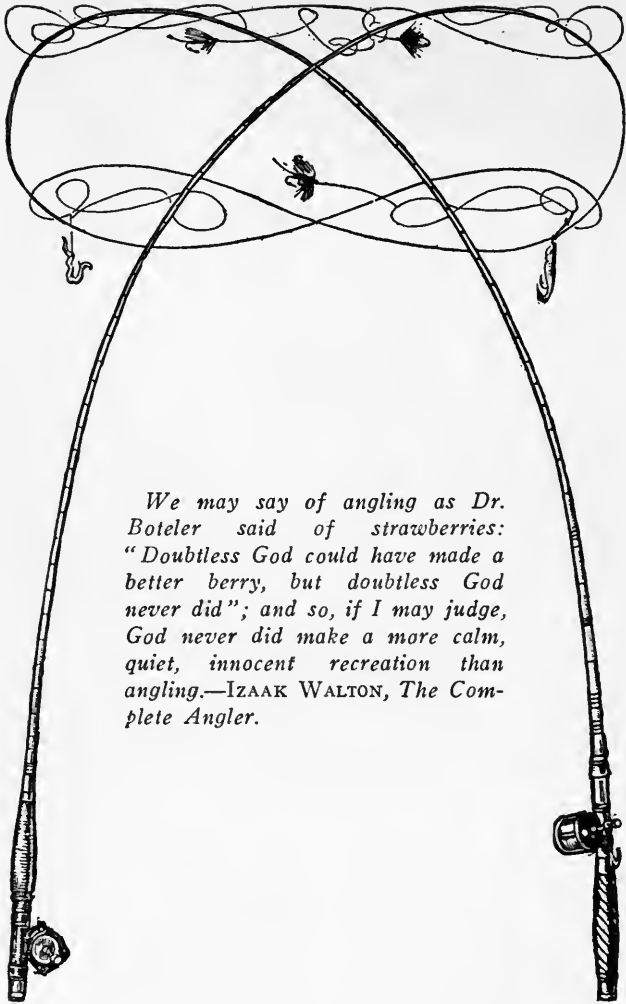 We may say of angling as Dr.
Boteler said of strawberries:
“Doubtless God could have made a
better berry, but doubtless God
never did”; and so, if I may judge,
God never did make a more calm,
quiet, innocent recreation than
angling.—IZAAK WALTON, The Com-
plete Angler.